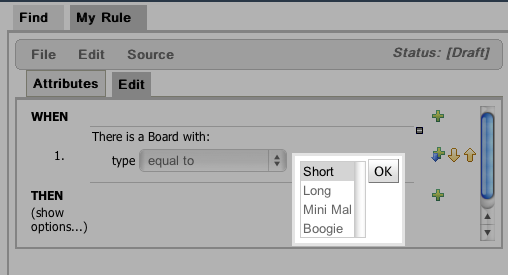 Find My Rule
File Edit Source Status: [Draft]
Attributes Edit
WHEN
There is a Board with:
1. type equal to
Short OK
Long
Mini Mal
Boogie
THEN
(show
options...)